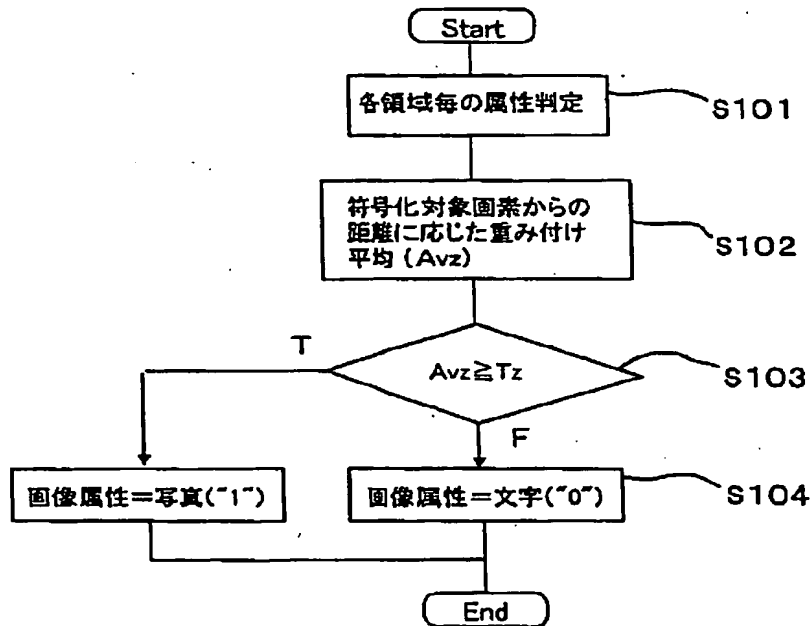 Start
各領域毎の属性判定
S101
符号化対象画素からの
距離に応じた重み付け
平均(Avz)
S102
T
Avz≧Tz
S103
F
画像属性=写真("1")
画像属性=文字("0")
S104
End